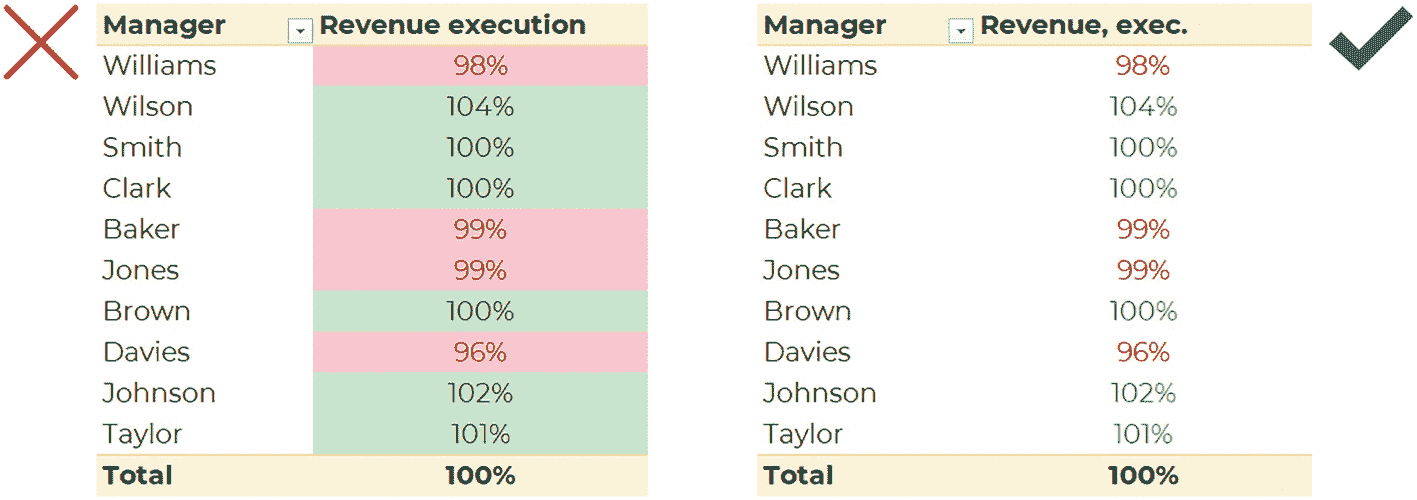 Manager Revenue execution
Williams 98%
Wilson 104%
Smith 100%
Clark 100%
Baker 99%
Jones 99%
Brown 100%
Davies 96%
Johnson 102%
Taylor 101%
Total 100%
Manager Revenue, exec.
Williams 98%
Wilson 104%
Smith 100%
Clark 100%
Baker 99%
Jones 99%
Brown 100%
Davies 96%
Johnson 102%
Taylor 101%
Total 100%